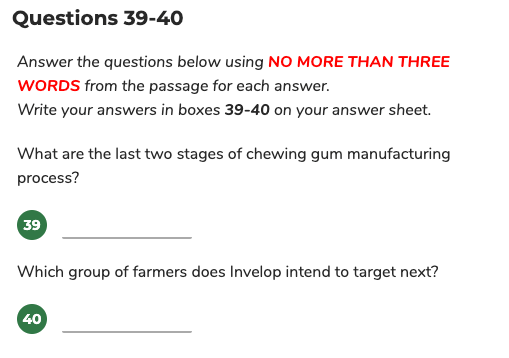 Questions 39-40
Answer the questions below using NO MORE THAN THREE
WORDS from the passage for each answer.
Write your answers in boxes 39-40 on your answer sheet.
What are the last two stages of chewing gum manufacturing
process?
39
Which group of farmers does Invelop intend to target next?
40